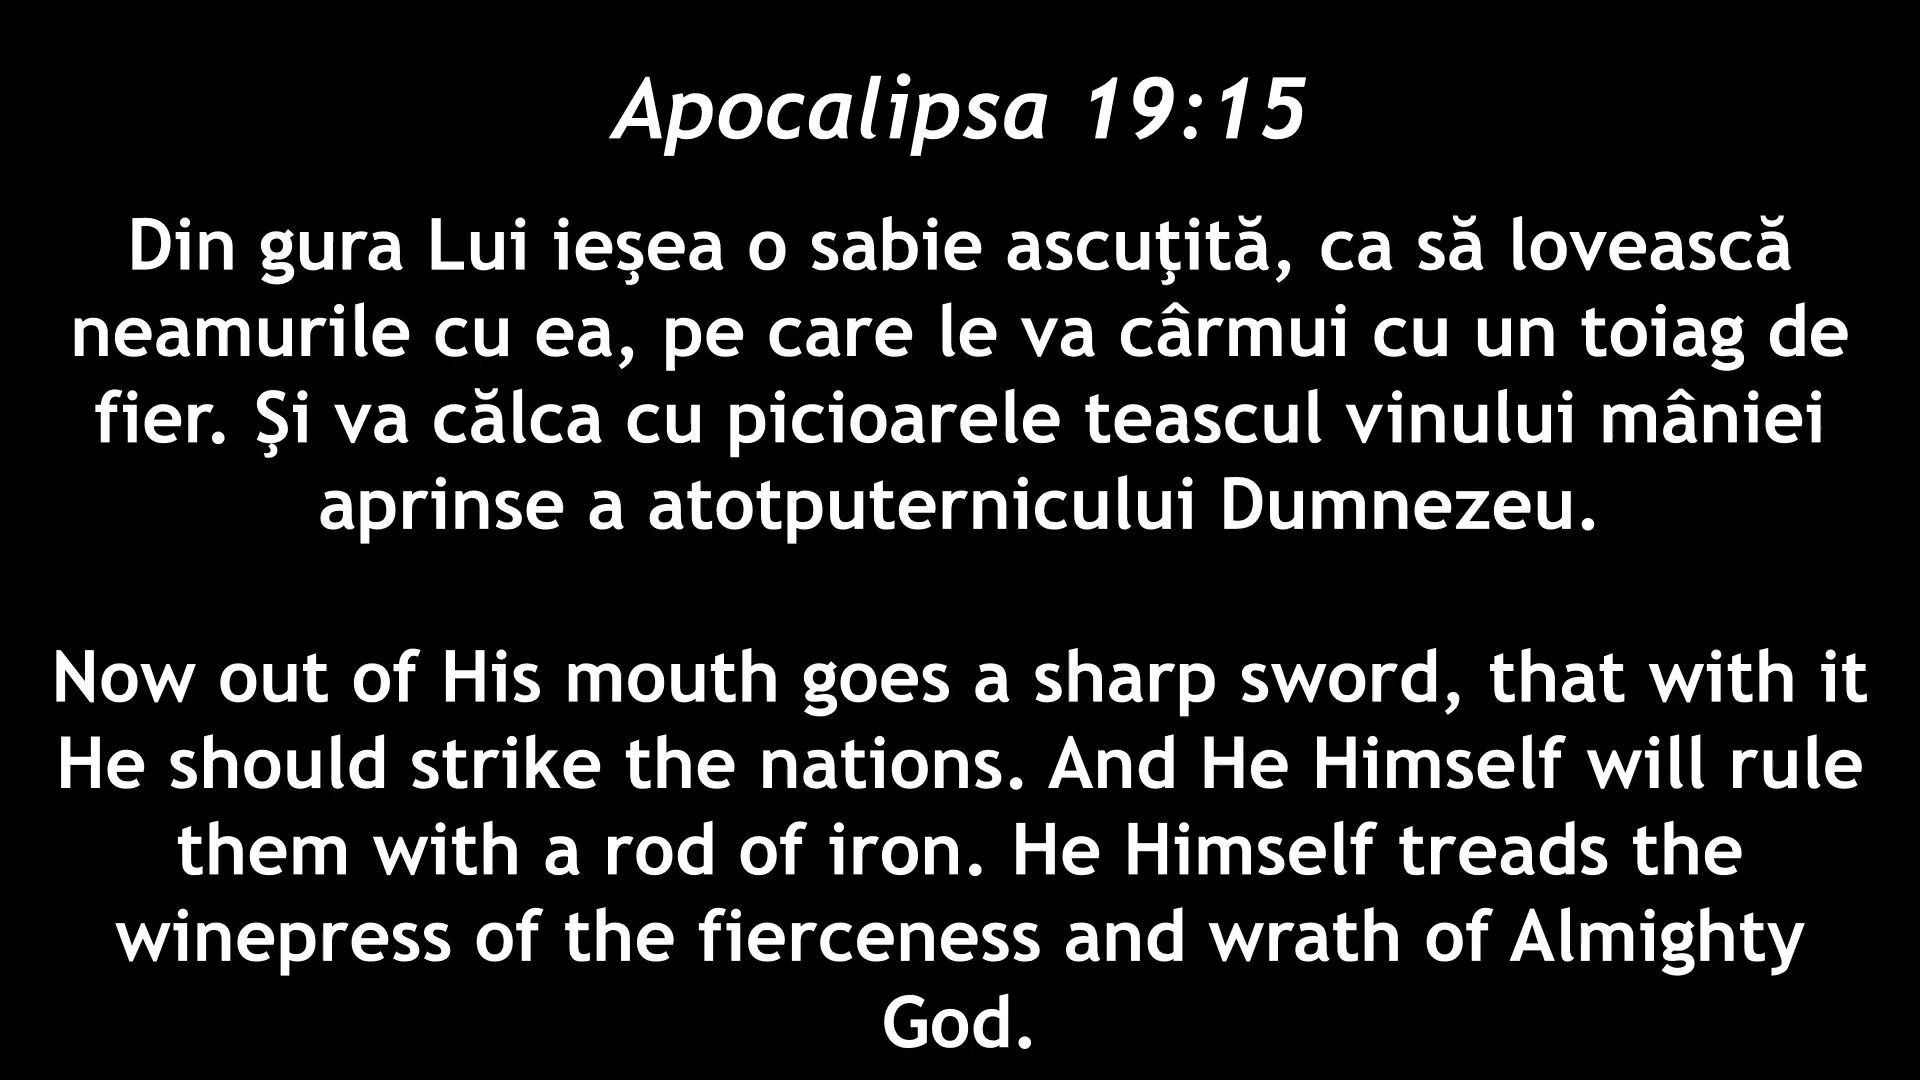 Apocalipsa 19:15
Din gura Lui ieşea o sabie ascuţită, ca să lovească
neamurile cu ea, pe care le va cârmui cu un toiag de
fier. Şi va călca cu picioarele teascul vinului mâniei
aprinse a atotputernicului Dumnezeu.
Now out of His mouth goes a sharp sword, that with it
He should strike the nations. And He Himself will rule
them with a rod of iron. He Himself treads the
winepress of the fierceness and wrath of Almighty
God.